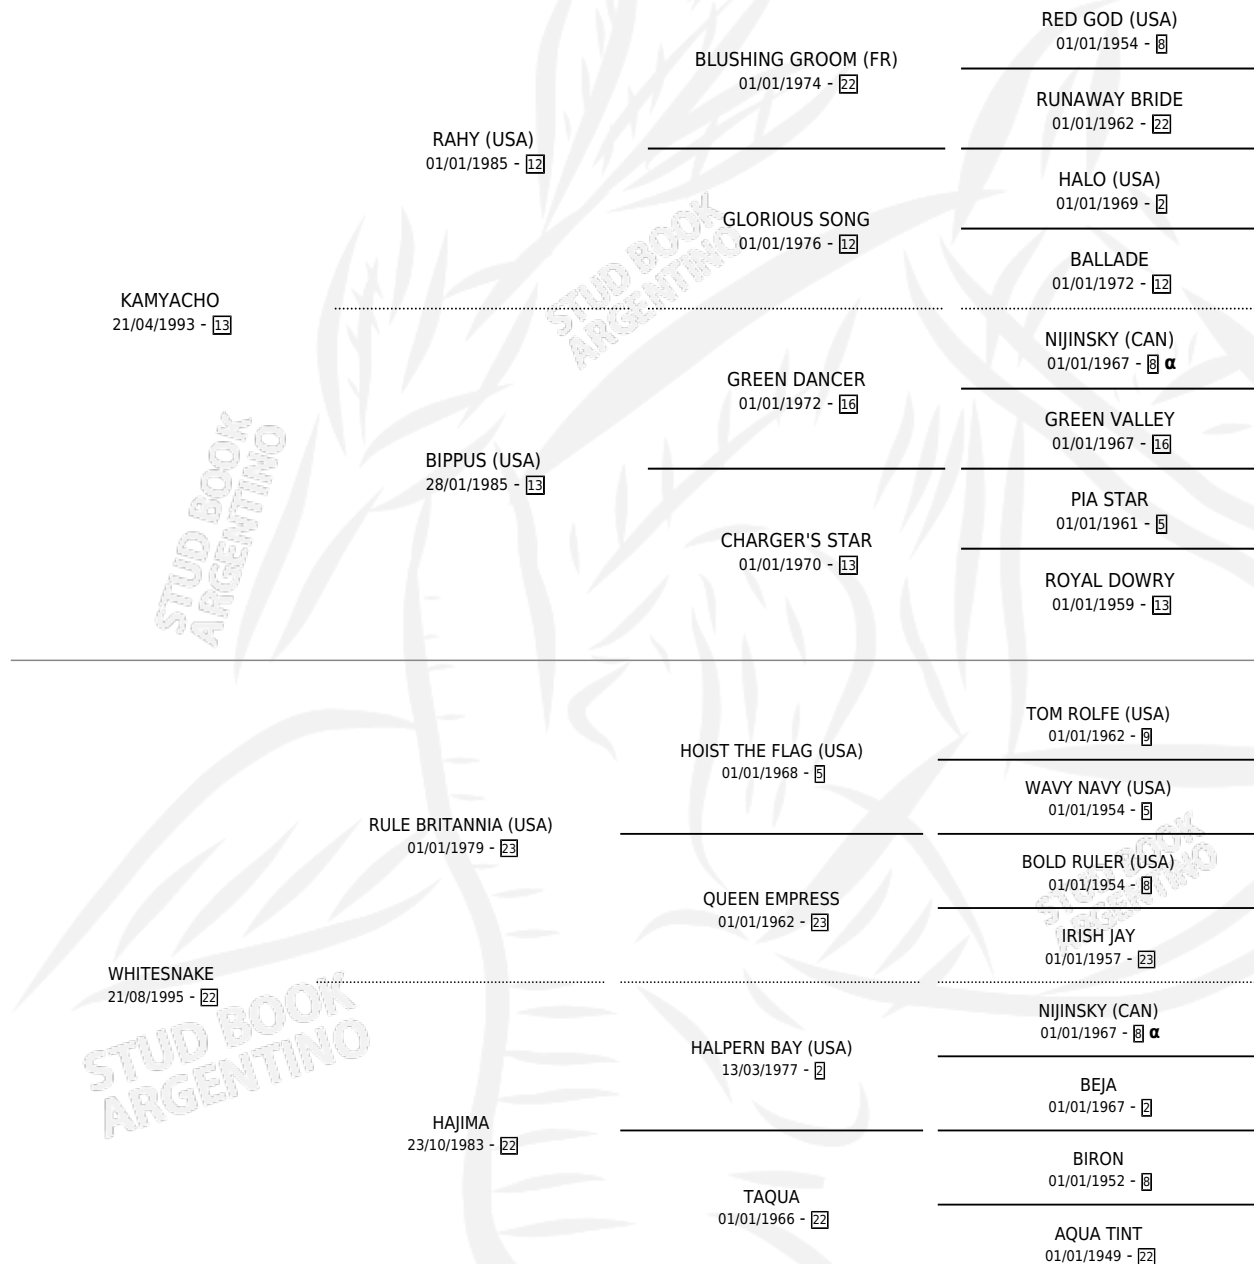 RED GOD (USA)
01/01/1954 - 8
BLUSHING GROOM (FR)
01/01/1974 - 22
RUNAWAY BRIDE
01/01/1962 - 22
RAHY (USA)
01/01/1985 - 12
HALO (USA)
01/01/1969 - 2
GLORIOUS SONG
01/01/1976 - 12
BALLADE
01/01/1972 - 12
STUD BOOK
ARGENTINO
KAMYACHO
21/04/1993 - 13
NIJINSKY (CAN)
01/01/1967 - 8 α
GREEN DANCER
01/01/1972 - 16
GREEN VALLEY
01/01/1967 - 16
BIPPUS (USA)
28/01/1985 - 13
PIA STAR
01/01/1961 - 5
CHARGER'S STAR
01/01/1970 - 13
ROYAL DOWRY
01/01/1959 - 13
STUD BOOK
ARGENTINO
TOM ROLFE (USA)
01/01/1962 - 9
HOIST THE FLAG (USA)
01/01/1968 - 5
WAVY NAVY (USA)
01/01/1954 - 5
RULE BRITANNIA (USA)
01/01/1979 - 23
BOLD RULER (USA)
01/01/1954 - 8
QUEEN EMPRESS
01/01/1962 - 23
IRISH JAY
01/01/1957 - 23
STUD BOOK
ARGENTINO
WHITESNAKE
21/08/1995 - 22
STUD BOOK
ARGENTINO
NIJINSKY (CAN)
01/01/1967 - 8 α
HALPERN BAY (USA)
13/03/1977 - 2
BEJA
01/01/1967 - 2
HAJIMA
23/10/1983 - 22
BIRON
01/01/1952 - 8
TAQUA
01/01/1966 - 22
AQUA TINT
01/01/1949 - 22